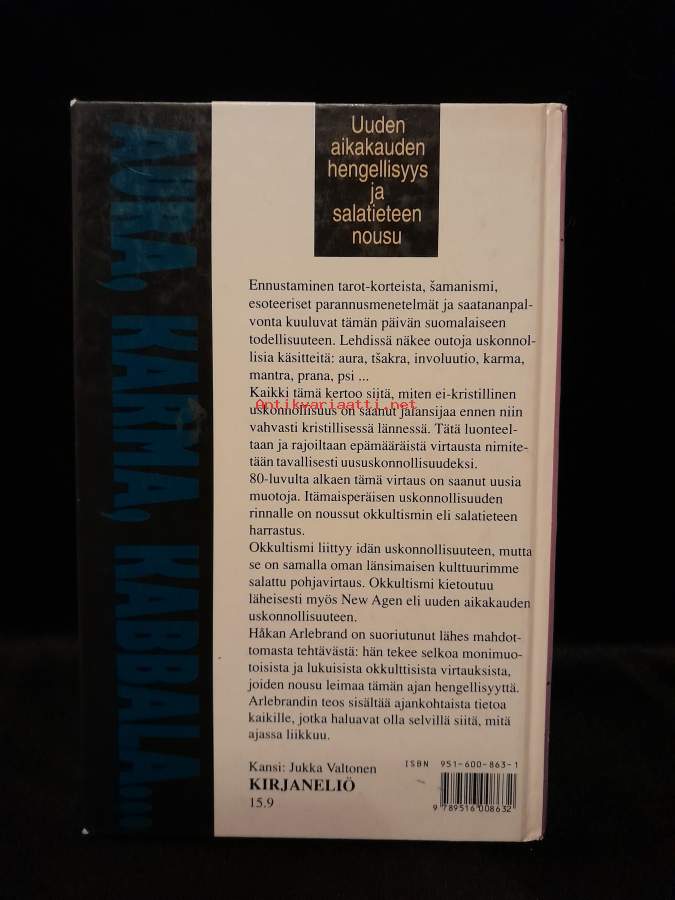 AURA, KARMA, KABBALA...
Uuden
aikakauden
hengellisyys
ja
salatieteen
nousu
Ennustaminen tarot-korteista, šamanismi,
esoteeriset parannusmenetelmät ja saatananpal-
vonta kuuluvat tämän päivän suomalaiseen
todellisuuteen. Lehdissä näkee outoja uskonnol-
lisia käsitteitä: aura, tšakra, involuutio, karma,
mantra, prana, psi ...
Kaikki tämä kertoo siitä, miten ei-kristillinen
Antikvariaatti.net
uskonnollisuus on saanut jalansijaa ennen niin
vahvasti kristillisessä lännessä. Tätä luonteel-
taan ja rajoiltaan epämääräistä virtausta nimite-
tään tavallisesti uususkonnollisuudeksi.
80-luvulta alkaen tämä virtaus on saanut uusia
muotoja. Itämaisperäisen uskonnollisuuden
rinnalle on noussut okkultismin eli salatieteen
harrastus.
Okkultismi liittyy idän uskonnollisuuteen, mutta
se on samalla oman länsimaisen kulttuurimme
salattu pohjavirtaus. Okkultismi kietoutuu
läheisesti myös New Agen eli uuden aikakauden
uskonnollisuuteen.
Håkan Arlebrand on suoriutunut lähes mahdot-
tomasta tehtävästä: hän tekee selkoa monimuo-
toisista ja lukuisista okkulttisista virtauksista,
joiden nousu leimaa tämän ajan hengellisyyttä.
Arlebrandin teos sisältää ajankohtaista tietoa
kaikille, jotka haluavat olla selvillä siitä, mitä
ajassa liikkuu.
Kansi: Jukka Valtonen
KIRJANELIÖ
15.9
ISBN 951-600-863-1
9 789516 008632